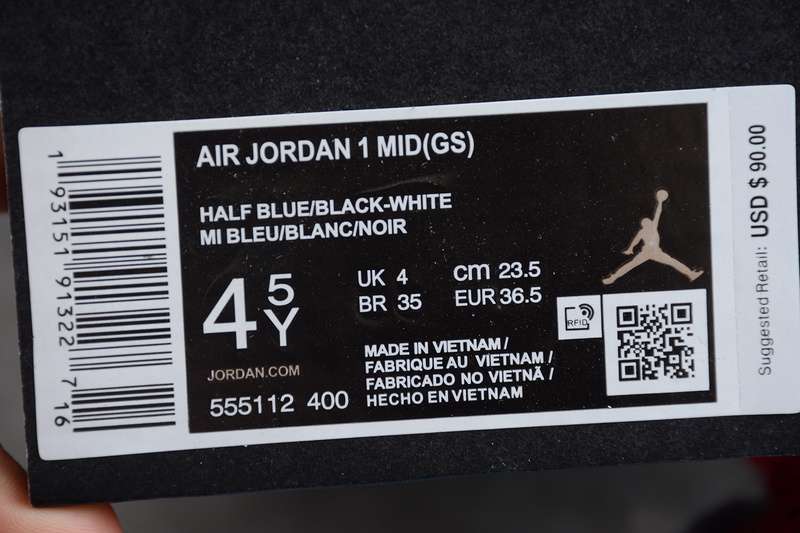 AIR JORDAN 1 MID(GS)
HALF BLUE/BLACK-WHITE
MI BLEU/BLANC/NOIR
4 5Y
UK 4
BR 35
cm 23.5
EUR 36.5
JORDAN.COM
555112 400
MADE IN VIETNAM /
FABRIQUE AU VIETNAM /
FABRICADO NO VIETNÃ /
HECHO EN VIETNAM
RFID
1 93151 91322 7 16
Suggested Retail: USD $ 90.00